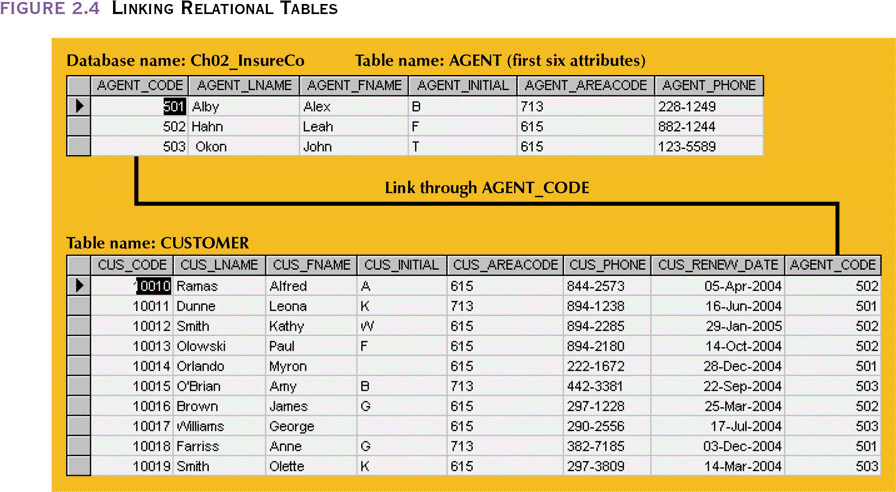 FIGURE 2.4 LINKING RELATIONAL TABLES
Database name: Ch02_InsureCo Table name: AGENT (first six attributes)
AGENT_CODE AGENT_LNAME AGENT_FNAME AGENT_INITIAL AGENT_AREACODE AGENT_PHONE
501 Alby Alex B 713 228-1249
502 Hahn Leah F 615 882-1244
503 Okon John T 615 123-5589
Link through AGENT_CODE
Table name: CUSTOMER
CUS_CODE CUS_LNAME CUS_FNAME CUS_INITIAL CUS_AREACODE CUS_PHONE CUS_RENEW_DATE AGENT_CODE
10010 Ramas Alfred A 615 844-2573 05-Apr-2004 502
10011 Dunne Leona K 713 894-1238 16-Jun-2004 501
10012 Smith Kathy W 615 894-2285 29-Jan-2005 502
10013 Olowski Paul F 615 894-2180 14-Oct-2004 502
10014 Orlando Myron 615 222-1672 28-Dec-2004 501
10015 O'Brian Amy B 713 442-3381 22-Sep-2004 503
10016 Brown James G 615 297-1228 25-Mar-2004 502
10017 Williams George 615 290-2556 17-Jul-2004 503
10018 Farriss Anne G 713 382-7185 03-Dec-2004 501
10019 Smith Olette K 615 297-3809 14-Mar-2004 503